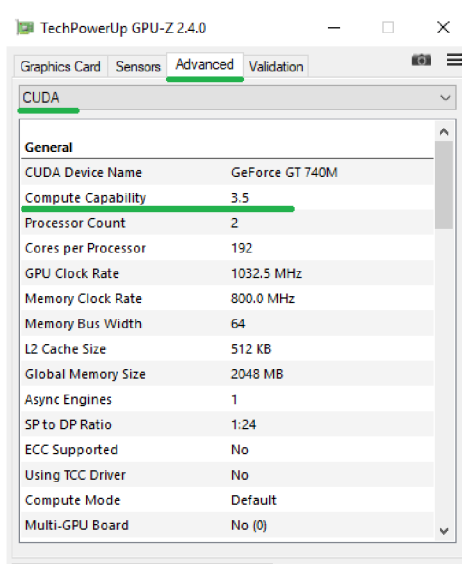 TechPowerUp GPU-Z 2.4.0
Graphics Card Sensors Advanced Validation
CUDA
General
CUDA Device Name GeForce GT 740M
Compute Capability 3.5
Processor Count 2
Cores per Processor 192
GPU Clock Rate 1032.5 MHz
Memory Clock Rate 800.0 MHz
Memory Bus Width 64
L2 Cache Size 512 KB
Global Memory Size 2048 MB
Async Engines 1
SP to DP Ratio 1:24
ECC Supported No
Using TCC Driver No
Compute Mode Default
Multi-GPU Board No (0)